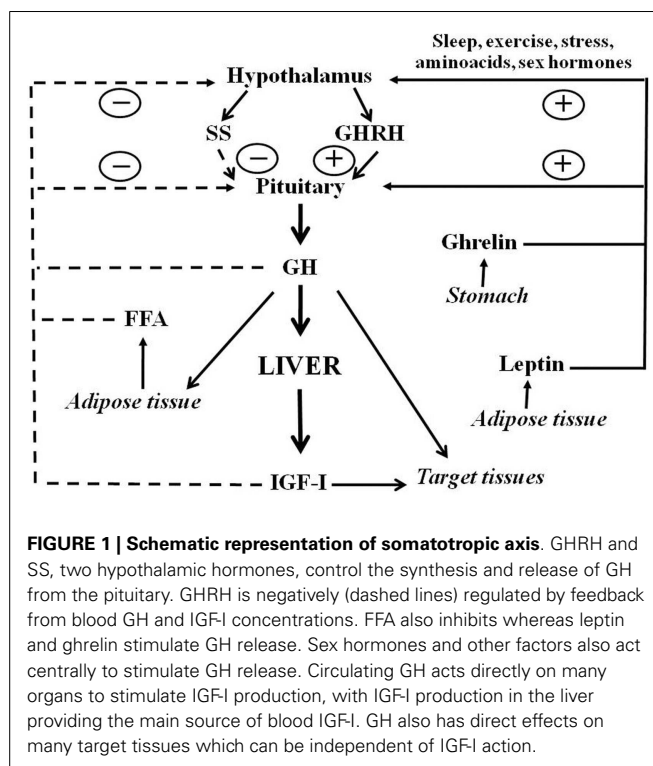 Sleep, exercise, stress,
aminoacids, sex hormones
Hypothalamus
− +
SS GHRH
− − + +
Pituitary
Ghrelin
GH
Stomach
FFA
LIVER
Leptin
Adipose tissue
Adipose tissue
IGF-I
Target tissues
FIGURE 1 | Schematic representation of somatotropic axis. GHRH and
SS, two hypothalamic hormones, control the synthesis and release of GH
from the pituitary. GHRH is negatively (dashed lines) regulated by feedback
from blood GH and IGF-I concentrations. FFA also inhibits whereas leptin
and ghrelin stimulate GH release. Sex hormones and other factors also act
centrally to stimulate GH release. Circulating GH acts directly on many
organs to stimulate IGF-I production, with IGF-I production in the liver
providing the main source of blood IGF-I. GH also has direct effects on
many target tissues which can be independent of IGF-I action.